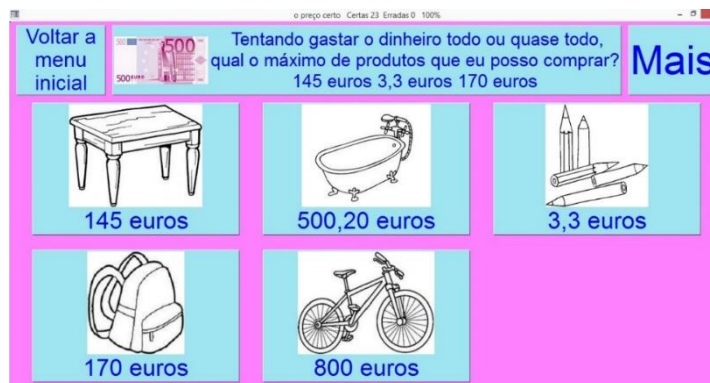 o preço certo Certas 23 Erradas 0 100%
Voltar a
menu
inicial
500
500 EURO
Tentando gastar o dinheiro todo ou quase todo,
qual o máximo de produtos que eu posso comprar?
145 euros 3,3 euros 170 euros
Mais
145 euros
500,20 euros
3,3 euros
170 euros
800 euros